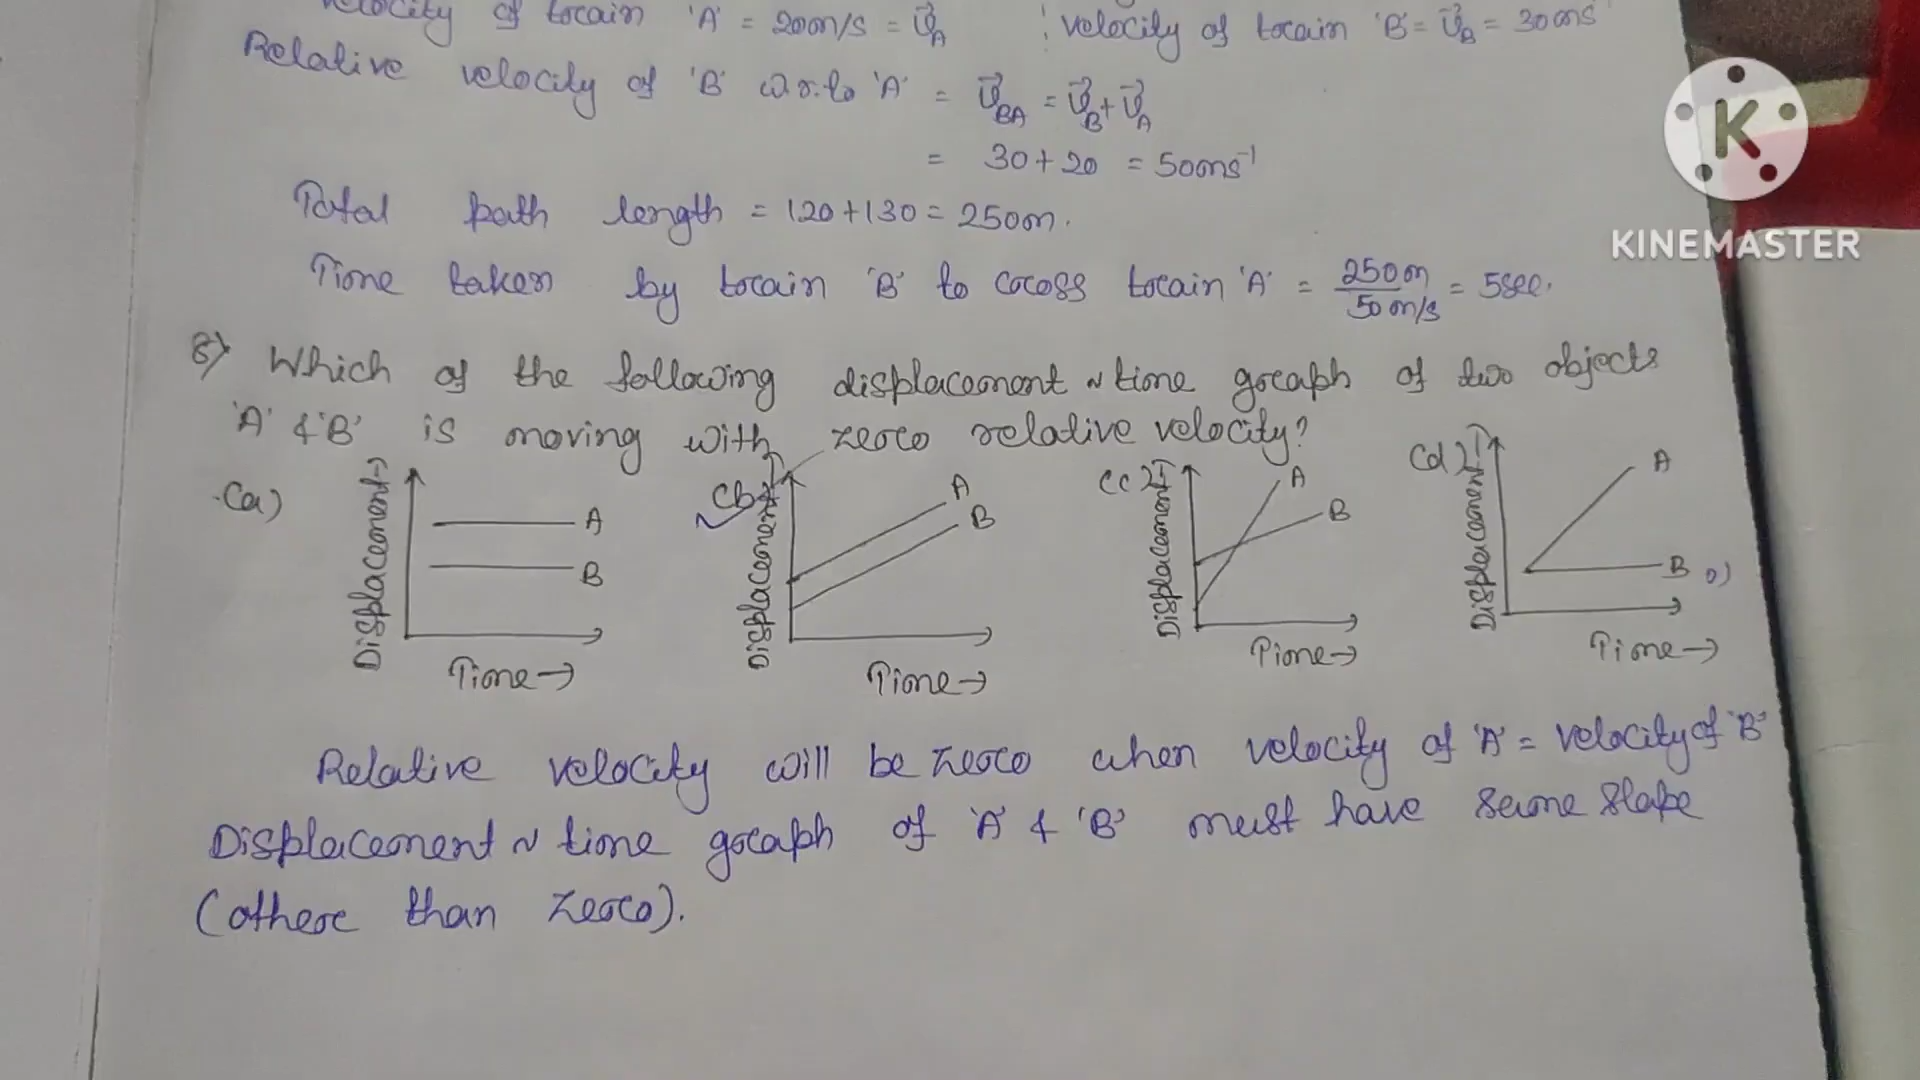 velocity of train 'A' = 20m/s = V⃗A ¦ velocity of train 'B' = V⃗B = 30ms
Relative velocity of 'B' w.r.to 'A' = V⃗BA = V⃗B + V⃗A
= 30 + 20 = 50ms⁻¹
Total path length = 120 + 130 = 250m.
Time taken by train 'B' to cross train 'A' = 250m / 50m/s = 5sec.
KINEMASTER
8) Which of the following displacement ~ time graph of two objects
'A' & 'B' is moving with zero relative velocity?
(a) Displacement→ A B Time→
(b) Displacement→ A B Time→
(c) Displacement→ A B Time→
(d) Displacement→ A B Time→
Relative velocity will be zero when velocity of 'A' = velocity of 'B'
Displacement ~ time graph of 'A' & 'B' must have same slope
(other than zero).